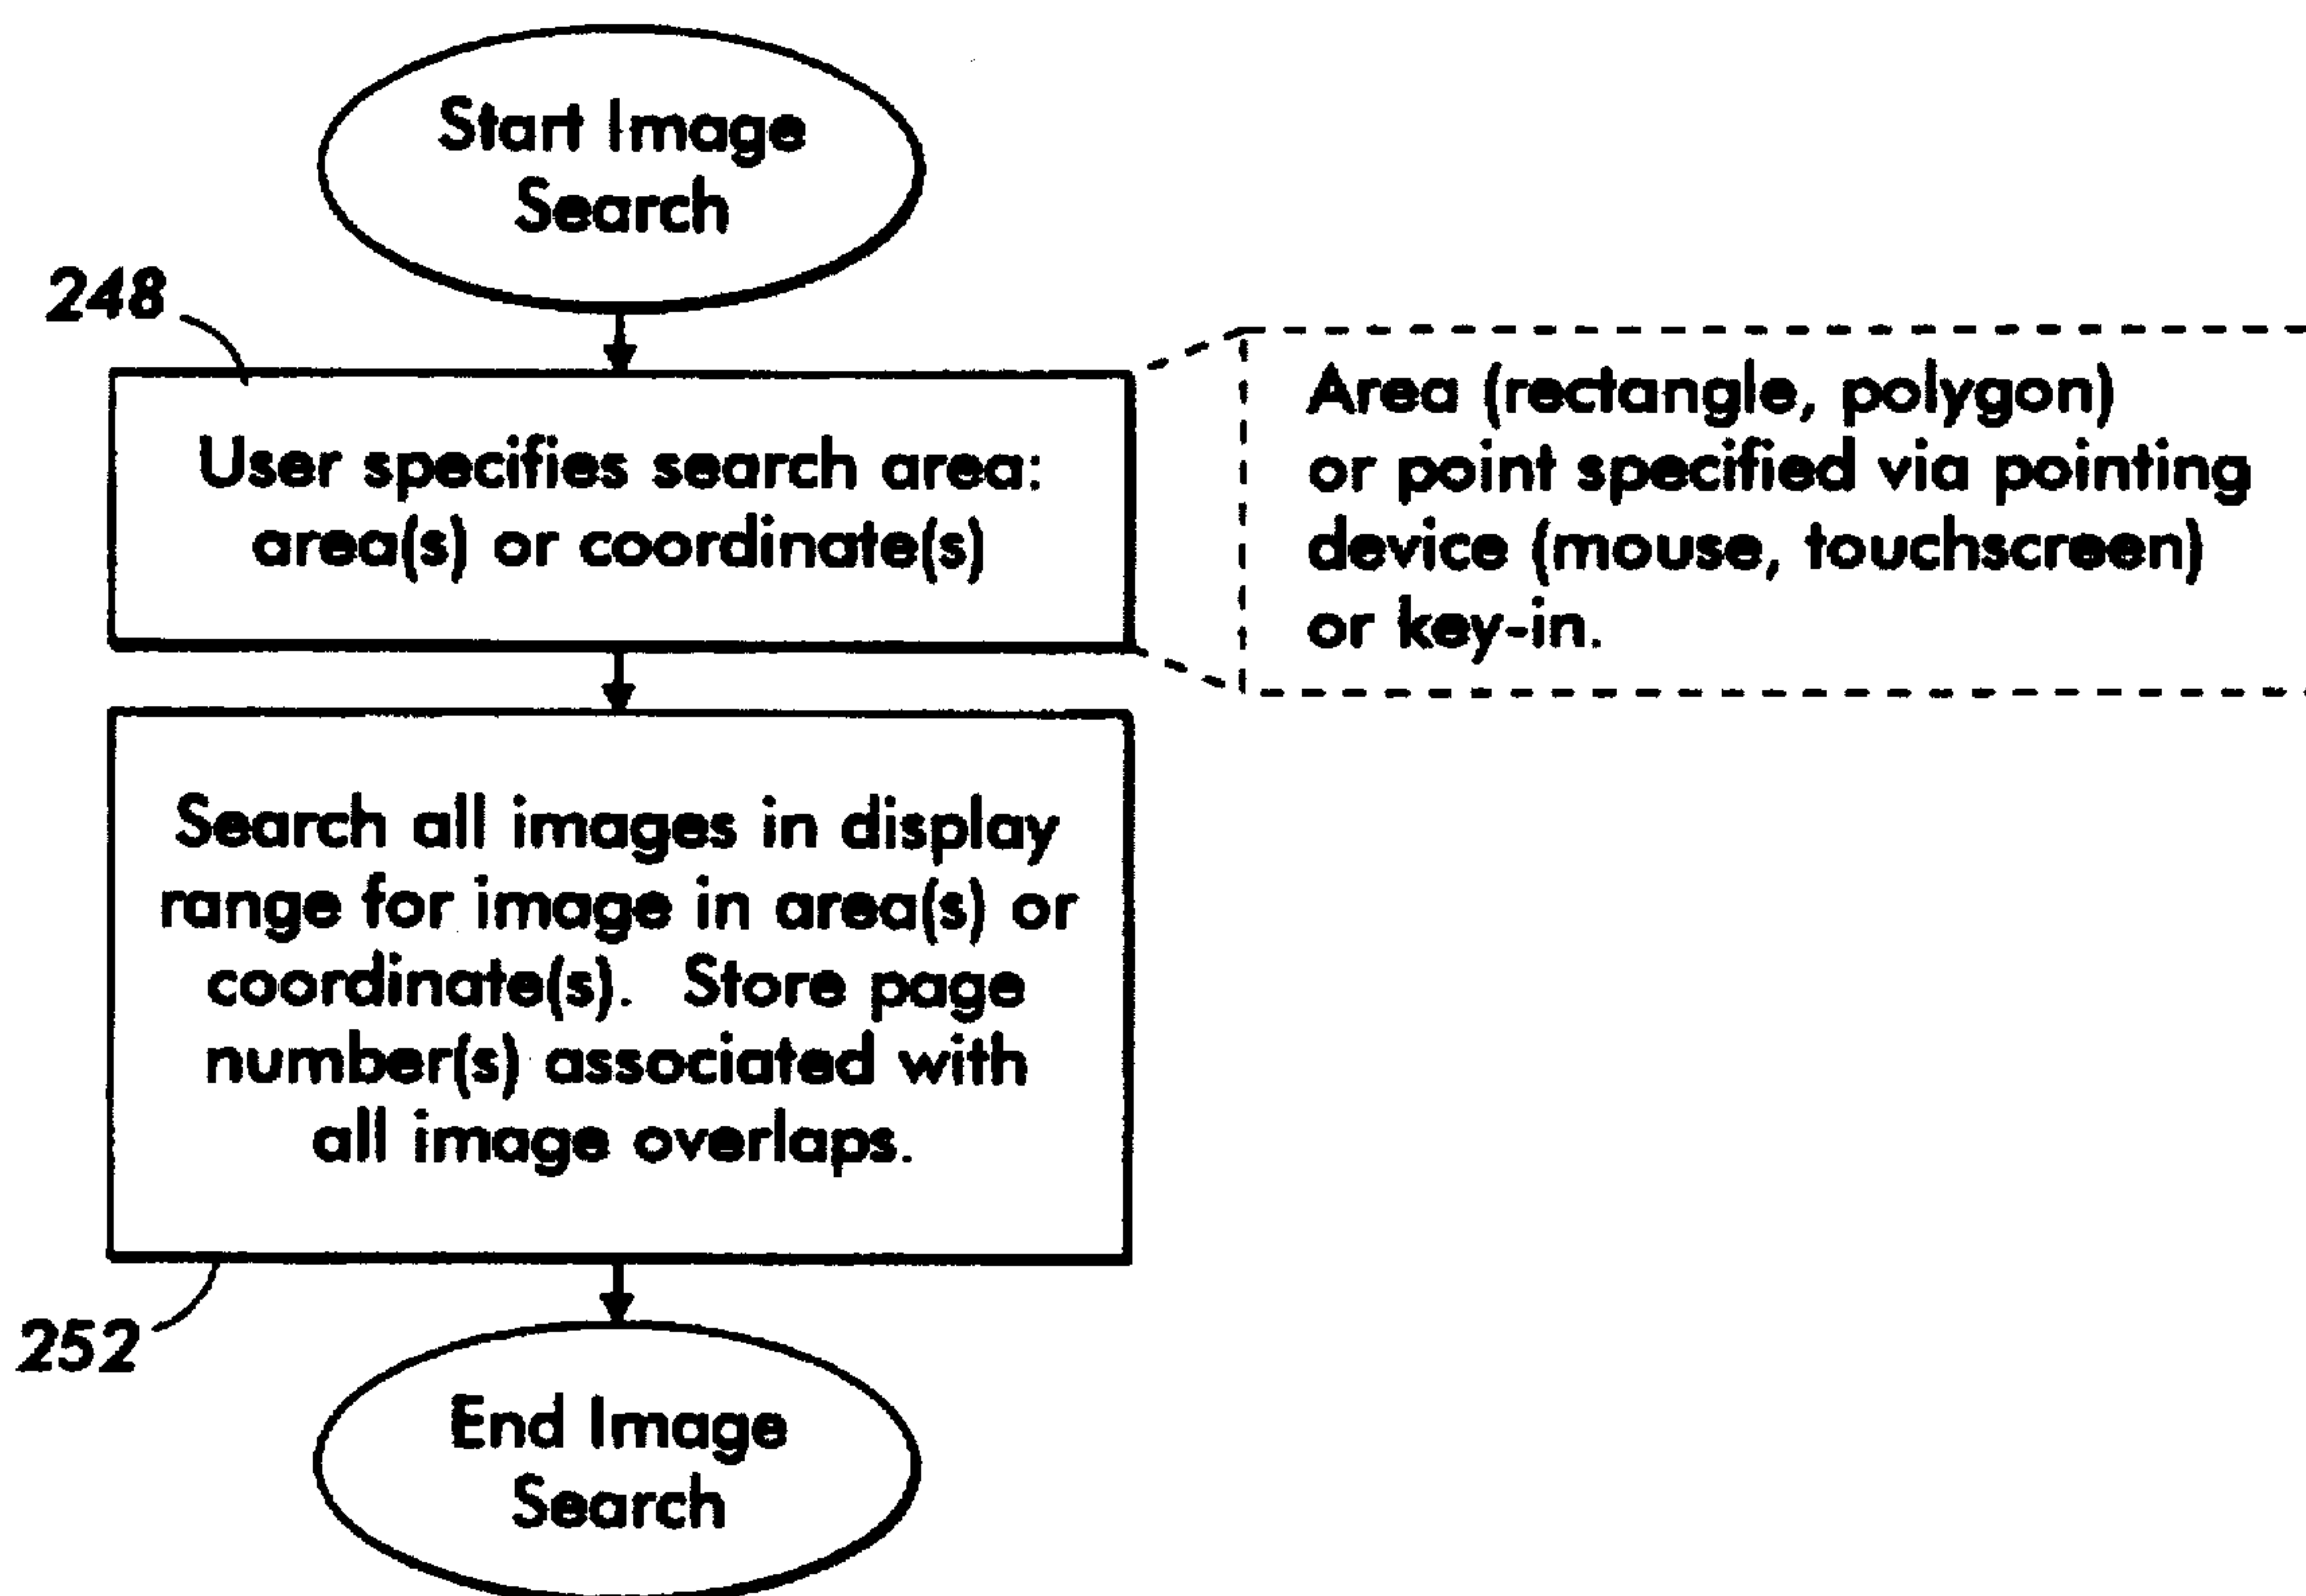 Start Image
Search
248
User specifies search area:
area(s) or coordinate(s)
Area (rectangle, polygon)
or point specified via pointing
device (mouse, touchscreen)
or key-in.
Search all images in display
range for image in area(s) or
coordinate(s). Store page
number(s) associated with
all image overlaps.
252
End Image
Search